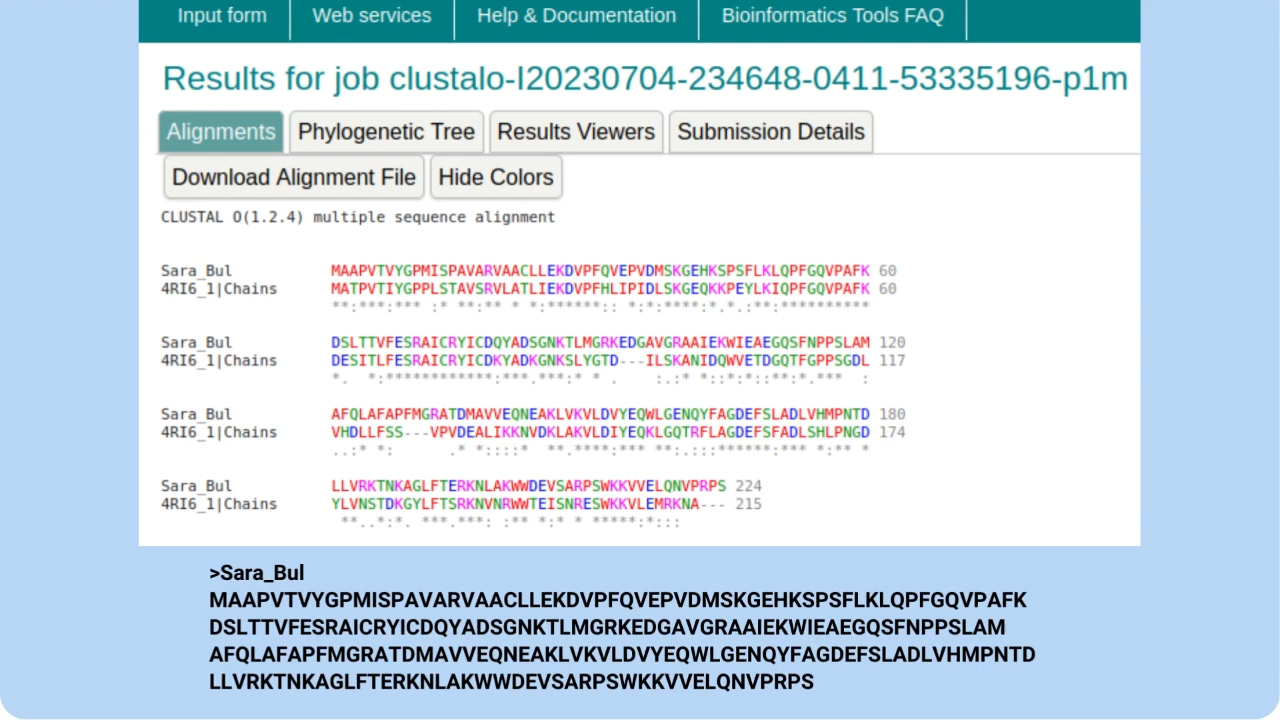 Input form Web services Help & Documentation Bioinformatics Tools FAQ
Results for job clustalo-I20230704-234648-0411-53335196-p1m
Alignments Phylogenetic Tree Results Viewers Submission Details
Download Alignment File Hide Colors
CLUSTAL O(1.2.4) multiple sequence alignment
Sara_Bul MAAPVTVYGPMISPAVARVAACLLEKDVPFQVEPVDMSKGEHKSPSFLKLQPFGQVPAFK 60
4RI6_1|Chains MATPVTIYGPPLSTAVSRVLATLIEKDVPFHLIPIDLSKGEQKKPEYLKIQPFGQVPAFK 60
**:***:*** :* **:** * *:******:: *:*:****:*.*.:**:**********
Sara_Bul DSLTTVFESRAICRYICDQYADSGNKTLMGRKEDGAVGRAAIEKWIEAEGQSFNPPSLAM 120
4RI6_1|Chains DESITLFESRAICRYICDKYADKGNKSLYGTD---ILSKANIDQWVETDGQTFGPPSGDL 117
*. *:************:***.***:* * . :.:* *::*:*::**:*.*** :
Sara_Bul AFQLAFAPFMGRATDMAVVEQNEAKLVKVLDVYEQWLGENQYFAGDEFSLADLVHMPNTD 180
4RI6_1|Chains VHDLLFSS---VPVDEALIKKNVDKLAKVLDIYEQKLGQTRFLAGDEFSFADLSHLPNGD 174
..:* *: .* *::::* **.****:*** **:.:::******:*** *:** *
Sara_Bul LLVRKTNKAGLFTERKNLAKWWDEVSARPSWKKVVELQNVPRPS 224
4RI6_1|Chains YLVNSTDKGYLFTSRKNVNRWWTEISNRESWKKVLEMRKNA--- 215
**..*:*. ***.***: :** *:* * *****:*:::
>Sara_Bul
MAAPVTVYGPMISPAVARVAACLLEKDVPFQVEPVDMSKGEHKSPSFLKLQPFGQVPAFK
DSLTTVFESRAICRYICDQYADSGNKTLMGRKEDGAVGRAAIEKWIEAEGQSFNPPSLAM
AFQLAFAPFMGRATDMAVVEQNEAKLVKVLDVYEQWLGENQYFAGDEFSLADLVHMPNTD
LLVRKTNKAGLFTERKNLAKWWDEVSARPSWKKVVELQNVPRPS